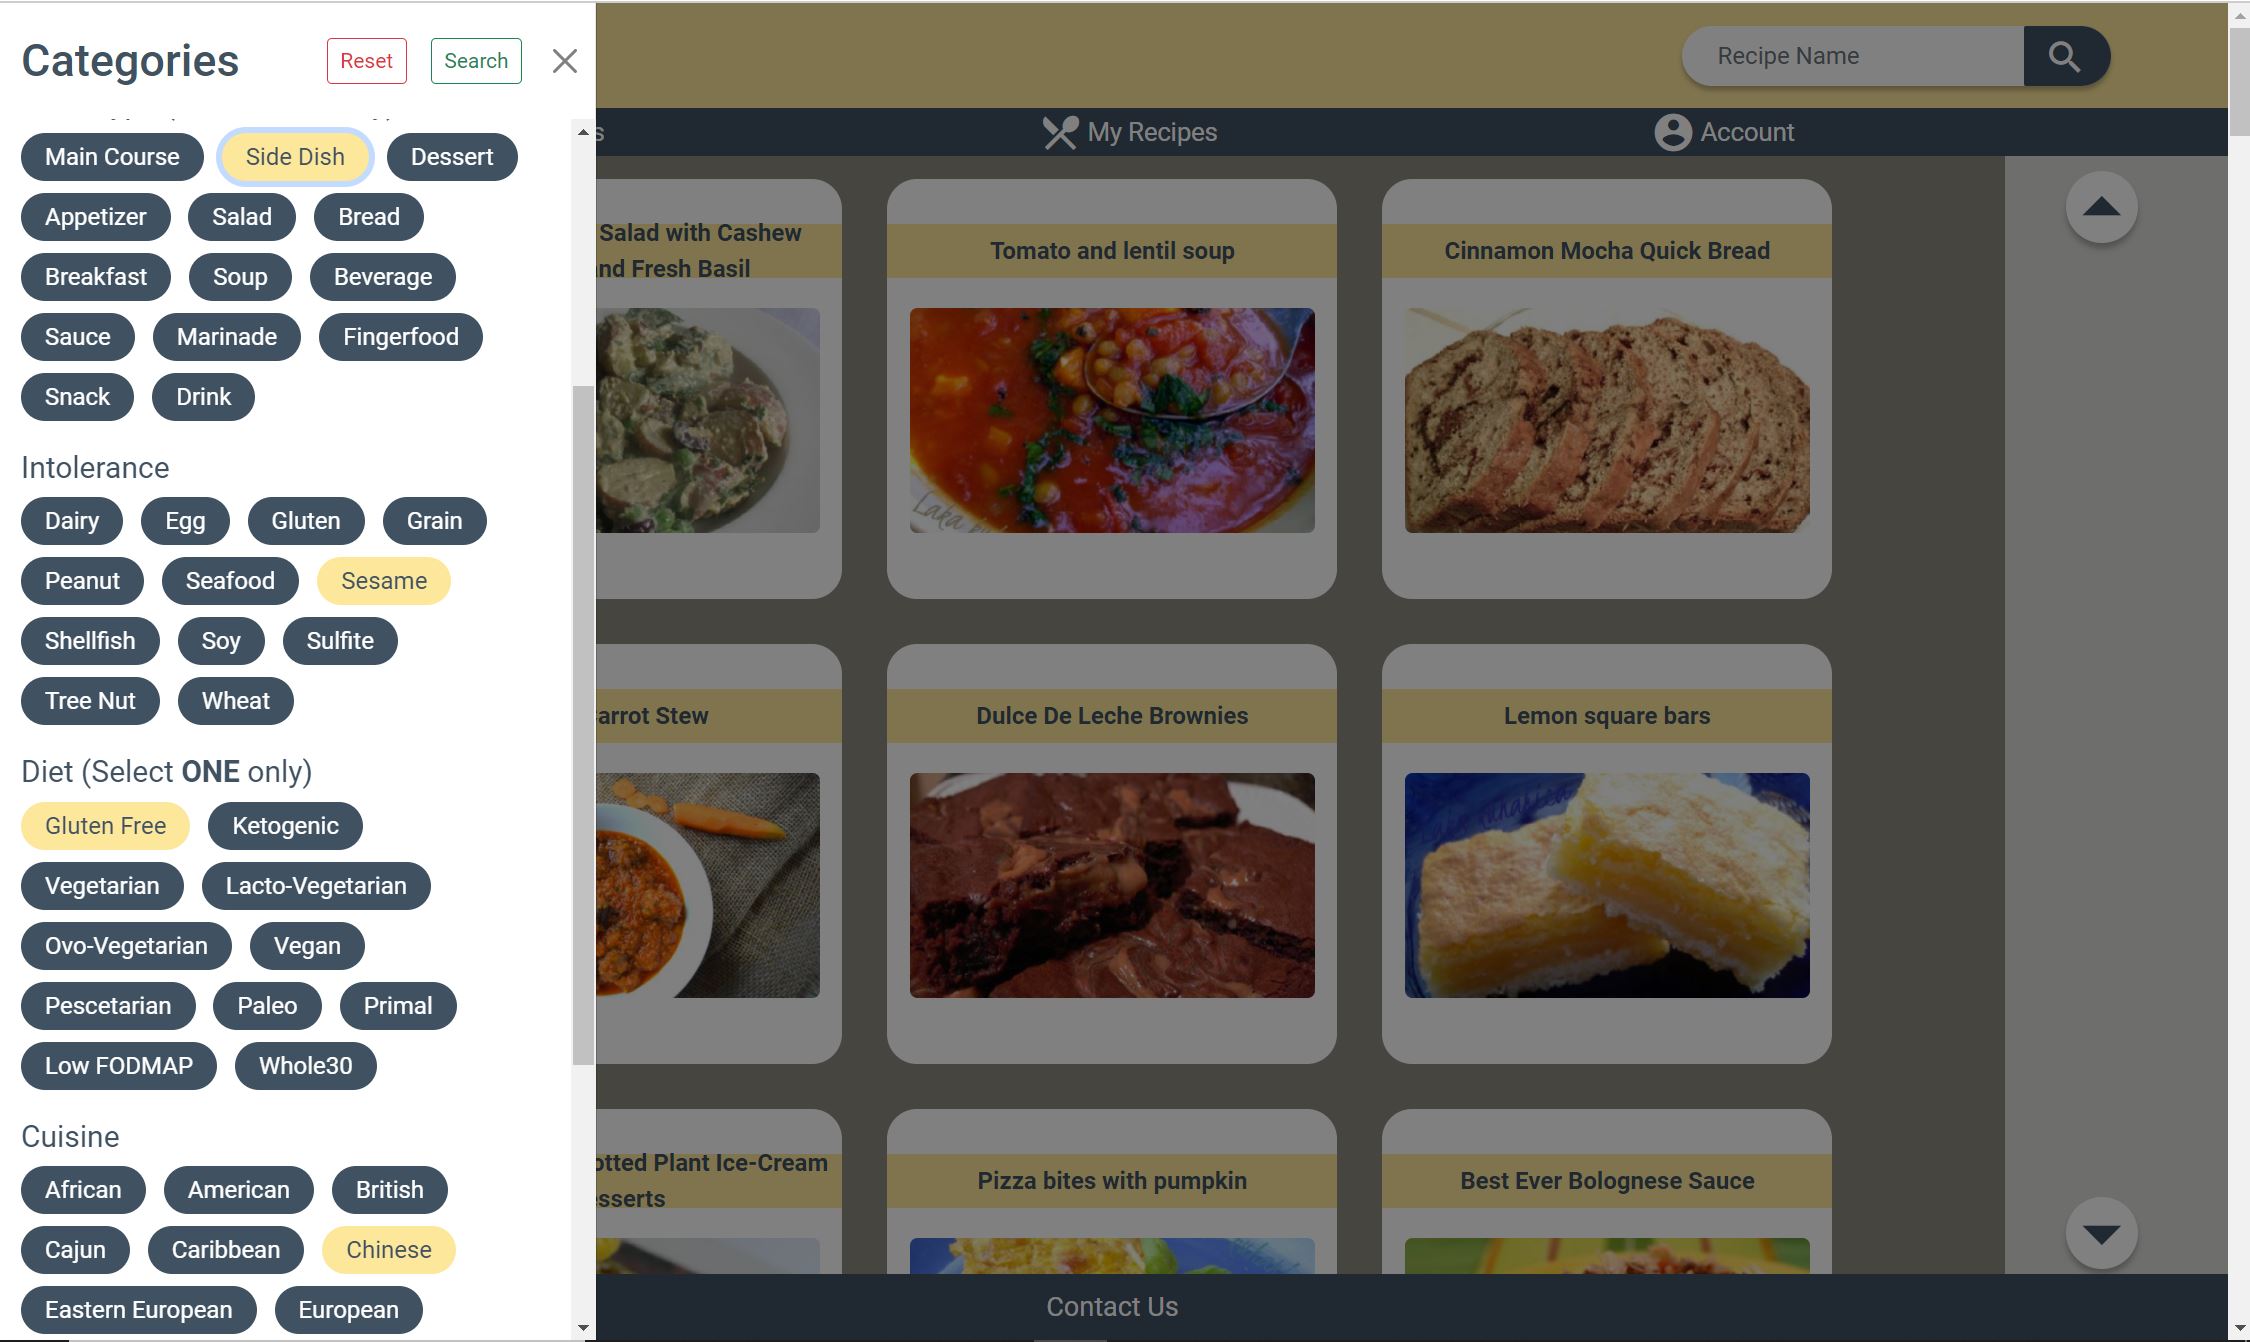 Categories
Reset
Search
Main Course
Side Dish
Dessert
Appetizer
Salad
Bread
Breakfast
Soup
Beverage
Sauce
Marinade
Fingerfood
Snack
Drink
Intolerance
Dairy
Egg
Gluten
Grain
Peanut
Seafood
Sesame
Shellfish
Soy
Sulfite
Tree Nut
Wheat
Diet (Select ONE only)
Gluten Free
Ketogenic
Vegetarian
Lacto-Vegetarian
Ovo-Vegetarian
Vegan
Pescetarian
Paleo
Primal
Low FODMAP
Whole30
Cuisine
African
American
British
Cajun
Caribbean
Chinese
Eastern European
European
Recipe Name
s
My Recipes
Account
Salad with Cashew
nd Fresh Basil
Tomato and lentil soup
Cinnamon Mocha Quick Bread
arrot Stew
Dulce De Leche Brownies
Lemon square bars
otted Plant Ice-Cream
sserts
Pizza bites with pumpkin
Best Ever Bolognese Sauce
Contact Us